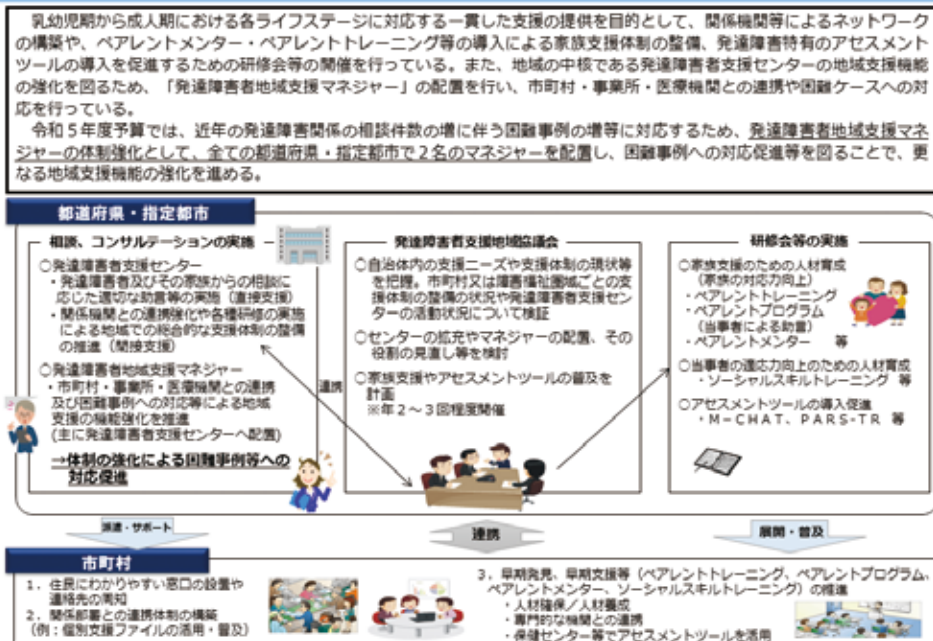 乳幼児期から成人期における各ライフステージに対応する一貫した支援の提供を目的として、関係機関等によるネットワーク
の構築や、ペアレントメンター・ペアレントトレーニング等の導入による家族支援体制の整備、発達障害特有のアセスメント
ツールの導入を促進するための研修会等の開催を行っている。また、地域の中核である発達障害者支援センターの地域支援機能
の強化を図るため、「発達障害者地域支援マネジャー」の配置を行い、市町村・事業所・医療機関との連携や困難ケースへの対
応を行っている。
令和5年度予算では、近年の発達障害関係の相談件数の増に伴う困難事例の増等に対応するため、発達障害者地域支援マネ
ジャーの体制強化として、全ての都道府県・指定都市で2名のマネジャーを配置し、困難事例への対応促進等を図ることで、更
なる地域支援機能の強化を進める。
都道府県・指定都市
相談、コンサルテーションの実施
○発達障害者支援センター
・発達障害者及びその家族からの相談に
応じた適切な助言等の実施（直接支援）
・関係機関との連携強化や各種研修の実施
による地域での総合的な支援体制の整備
の推進（間接支援）
○発達障害者地域支援マネジャー
・市町村・事業所・医療機関との連携
及び困難事例への対応等による地域
支援の機能強化を推進
(主に発達障害者支援センターへ配置)
→体制の強化による困難事例等への
対応促進
連携
発達障害者支援地域協議会
○自治体内の支援ニーズや支援体制の現状等
を把握。市町村又は障害福祉圏域ごとの支
援体制の整備の状況や発達障害者支援セン
ターの活動状況について検証
○センターの拡充やマネジャーの配置、その
役割の見直し等を検討
○家族支援やアセスメントツールの普及を
計画
※年2～3回程度開催
研修会等の実施
○家族支援のための人材育成
（家族の対応力向上）
・ペアレントトレーニング
・ペアレントプログラム
（当事者による助言）
・ペアレントメンター 等
○当事者の適応力向上のための人材育成
・ソーシャルスキルトレーニング 等
○アセスメントツールの導入促進
・M-CHAT、PARS-TR 等
派遣・サポート
連携
展開・普及
市町村
1．住民にわかりやすい窓口の設置や
連絡先の周知
2．関係部署との連携体制の構築
（例：個別支援ファイルの活用・普及）
3．早期発見、早期支援等（ペアレントトレーニング、ペアレントプログラム、
ペアレントメンター、ソーシャルスキルトレーニング）の推進
・人材確保／人材養成
・専門的な機関との連携
・保健センター等でアセスメントツールを活用